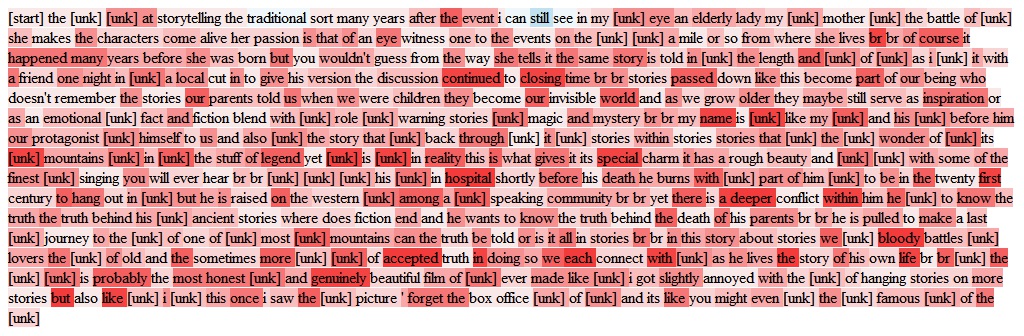 [start] the [unk] [unk] at storytelling the traditional sort many years after the event i can still see in my [unk] eye an elderly lady my [unk] mother [unk] the battle of [unk]
she makes the characters come alive her passion is that of an eye witness one to the events on the [unk] [unk] a mile or so from where she lives br br of course it
happened many years before she was born but you wouldn't guess from the way she tells it the same story is told in [unk] the length and [unk] of [unk] as i [unk] it with
a friend one night in [unk] a local cut in to give his version the discussion continued to closing time br br stories passed down like this become part of our being who
doesn't remember the stories our parents told us when we were children they become our invisible world and as we grow older they maybe still serve as inspiration or
as an emotional [unk] fact and fiction blend with [unk] role [unk] warning stories [unk] magic and mystery br br my name is [unk] like my [unk] and his [unk] before him
our protagonist [unk] himself to us and also [unk] the story that [unk] back through [unk] it [unk] stories within stories stories that [unk] the [unk] wonder of [unk] its
[unk] mountains [unk] in [unk] the stuff of legend yet [unk] is [unk] in reality this is what gives it its special charm it has a rough beauty and [unk] [unk] with some of the
finest [unk] singing you will ever hear br br [unk] [unk] [unk] his [unk] in hospital shortly before his death he burns with [unk] part of him [unk] to be in the twenty first
century to hang out in [unk] but he is raised on the western [unk] among a [unk] speaking community br br yet there is a deeper conflict within him he [unk] to know the
truth the truth behind his [unk] ancient stories where does fiction end and he wants to know the truth behind the death of his parents br br he is pulled to make a last
[unk] journey to the [unk] of one of [unk] most [unk] mountains can the truth be told or is it all in stories br br in this story about stories we [unk] bloody battles [unk]
lovers the [unk] of old and the sometimes more [unk] [unk] of accepted truth in doing so we each connect with [unk] as he lives the story of his own life br br [unk] the
[unk] [unk] is probably the most honest [unk] and genuinely beautiful film of [unk] ever made like [unk] i got slightly annoyed with the [unk] of hanging stories on more
stories but also like [unk] i [unk] this once i saw the [unk] picture ' forget the box office [unk] of [unk] and its like you might even [unk] the [unk] famous [unk] of the
[unk]